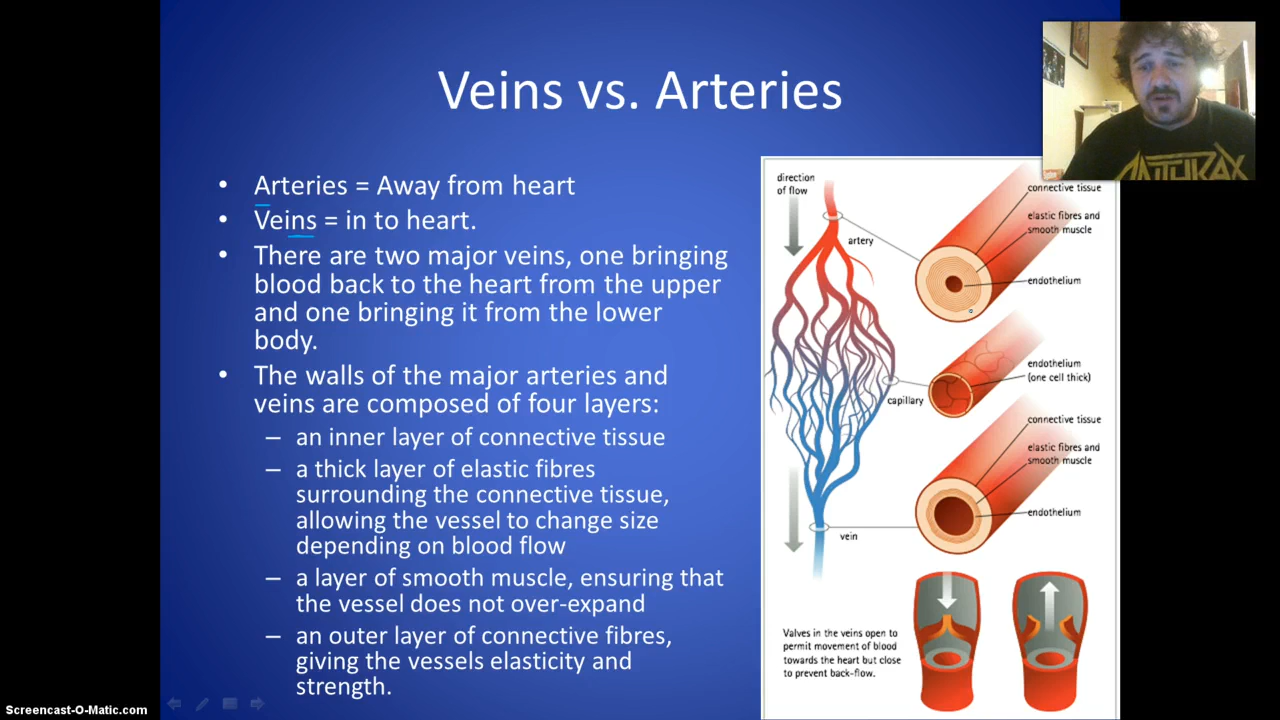 Veins vs. Arteries
• Arteries = Away from heart
• Veins = in to heart.
• There are two major veins, one bringing
blood back to the heart from the upper
and one bringing it from the lower
body.
• The walls of the major arteries and
veins are composed of four layers:
– an inner layer of connective tissue
– a thick layer of elastic fibres
surrounding the connective tissue,
allowing the vessel to change size
depending on blood flow
– a layer of smooth muscle, ensuring that
the vessel does not over-expand
– an outer layer of connective fibres,
giving the vessels elasticity and
strength.
direction
of flow
artery
connective tissue
elastic fibres and
smooth muscle
endothelium
capillary
endothelium
(one cell thick)
connective tissue
elastic fibres and
smooth muscle
endothelium
vein
Valves in the veins open to
permit movement of blood
towards the heart but close
to prevent back-flow.
ANTHRAX
Screencast-O-Matic.com